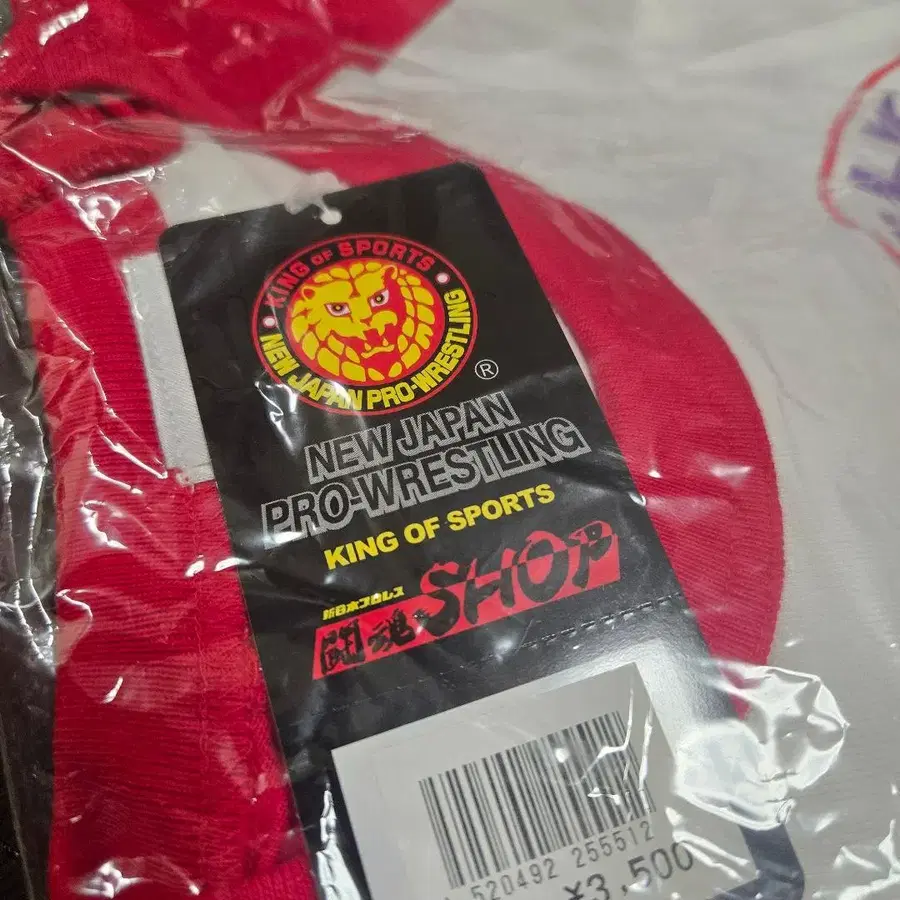 KING OF SPORTS
NEW JAPAN PRO-WRESTLING
®
NEW JAPAN
PRO-WRESTLING
KING OF SPORTS
新日本プロレス
闘魂SHOP
520492 255512
¥3,500